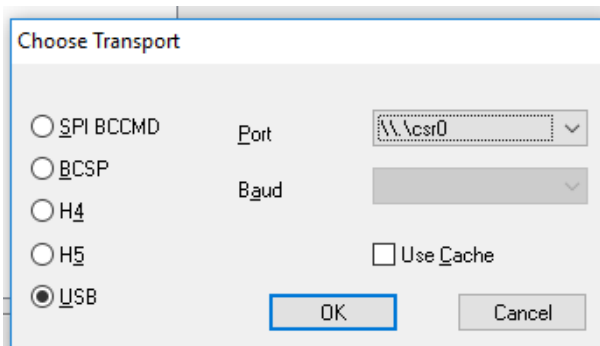 Choose Transport
SPI BCCMD
BCSP
H4
H5
USB
Port
\\.\csr0
Baud
Use Cache
OK
Cancel